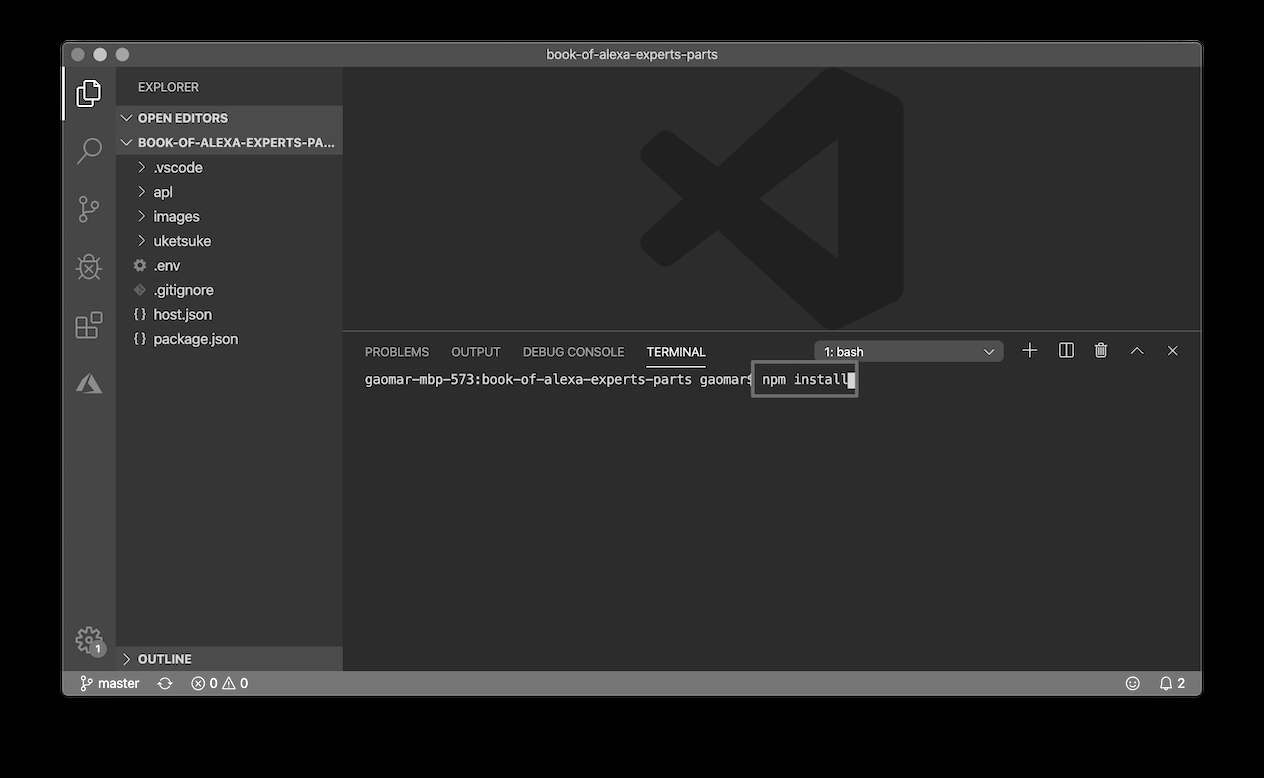 book-of-alexa-experts-parts
EXPLORER
OPEN EDITORS
BOOK-OF-ALEXA-EXPERTS-PA...
.vscode
apl
images
uketsuke
.env
.gitignore
{} host.json
{} package.json
OUTLINE
PROBLEMS OUTPUT DEBUG CONSOLE TERMINAL 1: bash
gaomar-mbp-573:book-of-alexa-experts-parts gaomar$ npm install
1
master 0 0 2